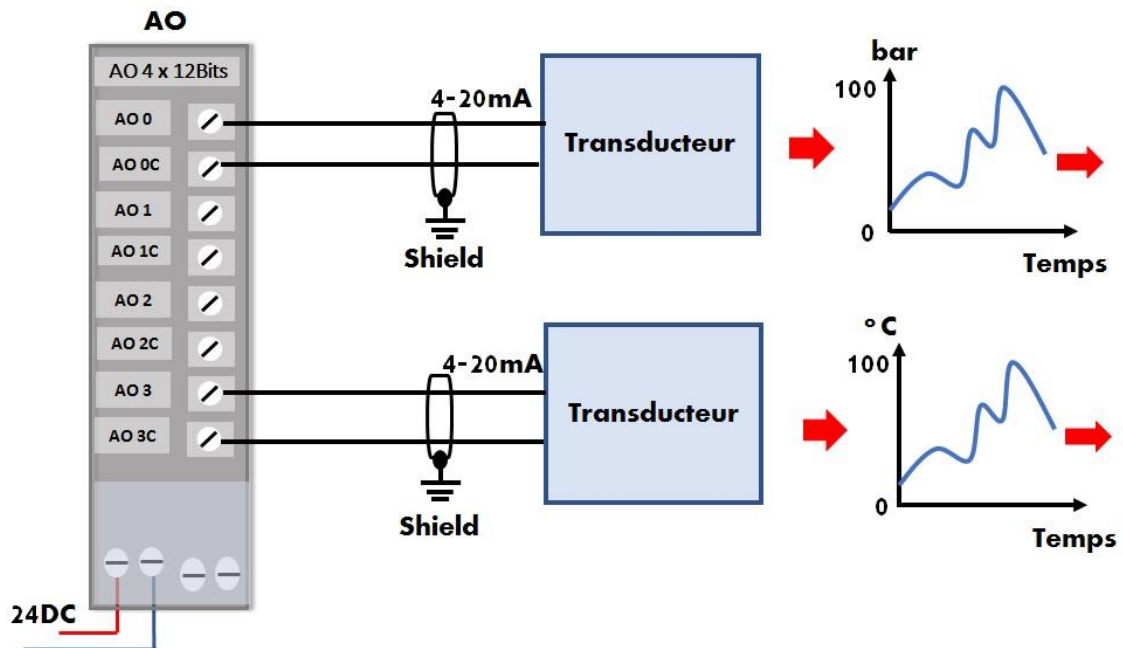 AO
AO 4 x 12Bits
AO 0
AO 0C
AO 1
AO 1C
AO 2
AO 2C
AO 3
AO 3C
24DC
4-20mA
Shield
Transducteur
bar
100
0
Temps
4-20mA
Shield
Transducteur
°C
100
0
Temps